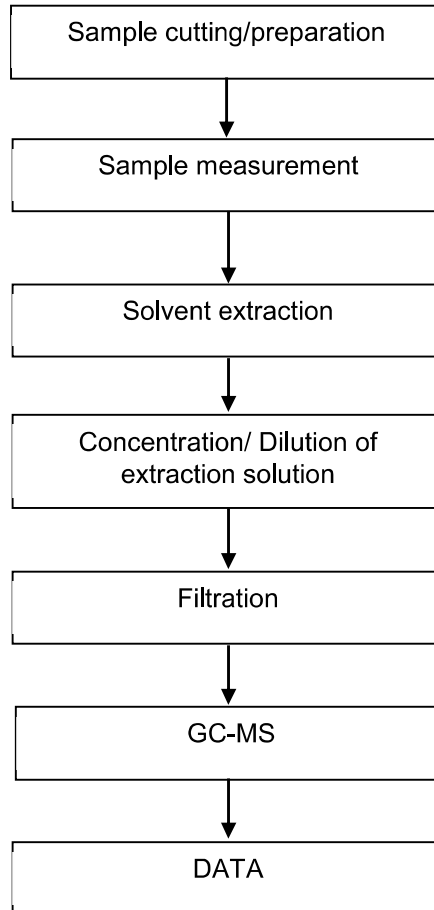 Sample cutting/preparation
Sample measurement
Solvent extraction
Concentration/ Dilution of
extraction solution
Filtration
GC-MS
DATA